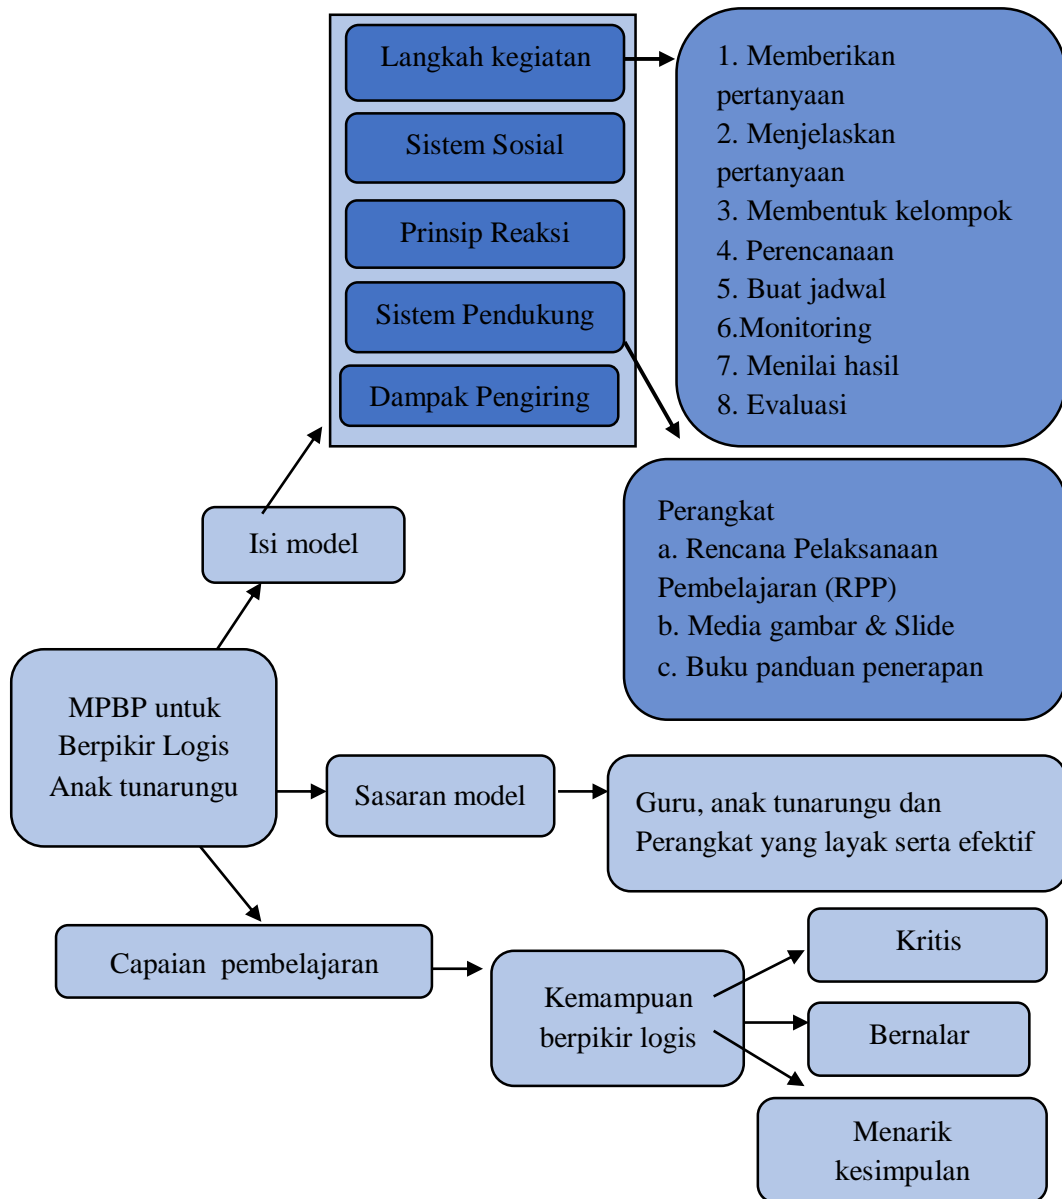 Langkah kegiatan
Sistem Sosial
Prinsip Reaksi
Sistem Pendukung
Dampak Pengiring
1. Memberikan
pertanyaan
2. Menjelaskan
pertanyaan
3. Membentuk kelompok
4. Perencanaan
5. Buat jadwal
6.Monitoring
7. Menilai hasil
8. Evaluasi
Perangkat
a. Rencana Pelaksanaan
Pembelajaran (RPP)
b. Media gambar & Slide
c. Buku panduan penerapan
Isi model
MPBP untuk
Berpikir Logis
Anak tunarungu
Sasaran model
Guru, anak tunarungu dan
Perangkat yang layak serta efektif
Capaian pembelajaran
Kemampuan
berpikir logis
Kritis
Bernalar
Menarik
kesimpulan